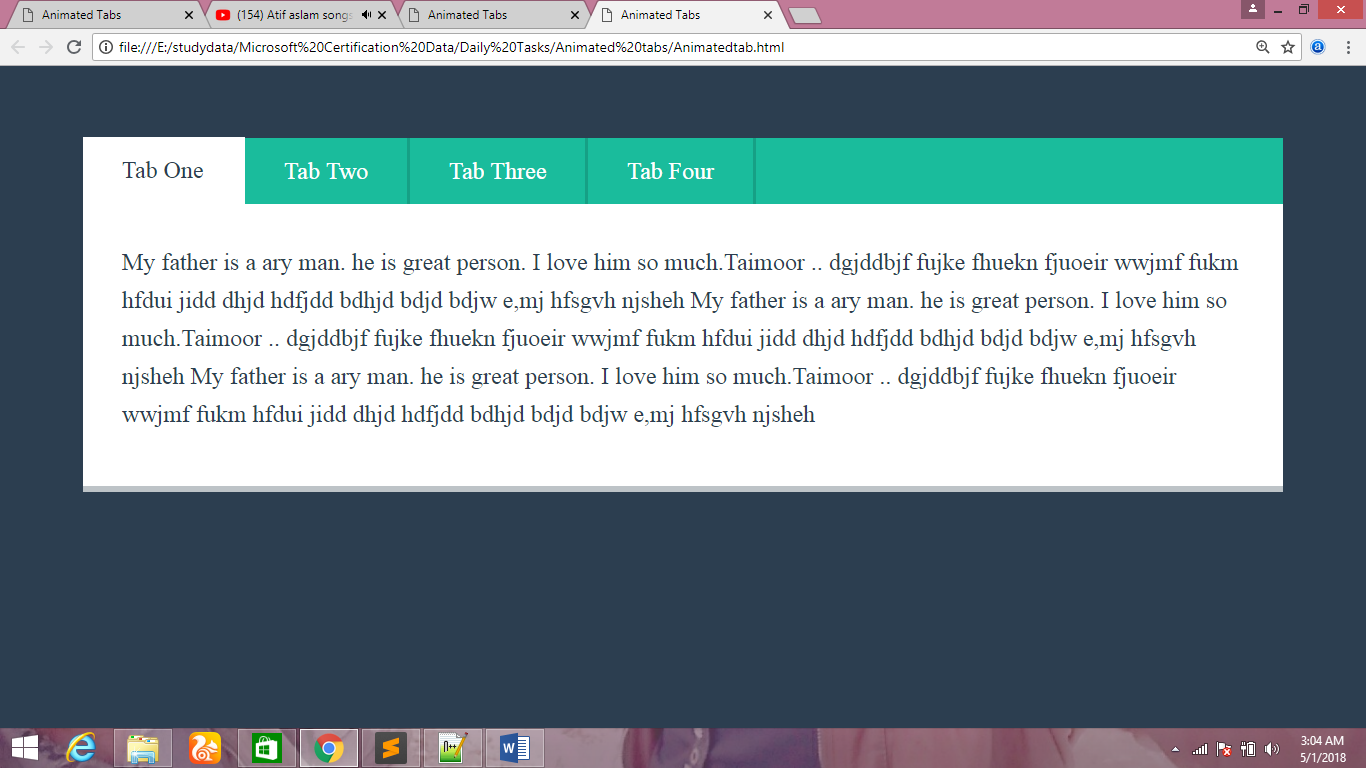 Animated Tabs
(154) Atif aslam songs
Animated Tabs
Animated Tabs
file:///E:/studydata/Microsoft%20Certification%20Data/Daily%20Tasks/Animated%20tabs/Animatedtab.html
Tab One Tab Two Tab Three Tab Four
My father is a ary man. he is great person. I love him so much.Taimoor .. dgjddbjf fujke fhuekn fjuoeir wwjmf fukm
hfdui jidd dhjd hdfjdd bdhjd bdjd bdjw e,mj hfsgvh njsheh My father is a ary man. he is great person. I love him so
much.Taimoor .. dgjddbjf fujke fhuekn fjuoeir wwjmf fukm hfdui jidd dhjd hdfjdd bdhjd bdjd bdjw e,mj hfsgvh
njsheh My father is a ary man. he is great person. I love him so much.Taimoor .. dgjddbjf fujke fhuekn fjuoeir
wwjmf fukm hfdui jidd dhjd hdfjdd bdhjd bdjd bdjw e,mj hfsgvh njsheh
3:04 AM
5/1/2018